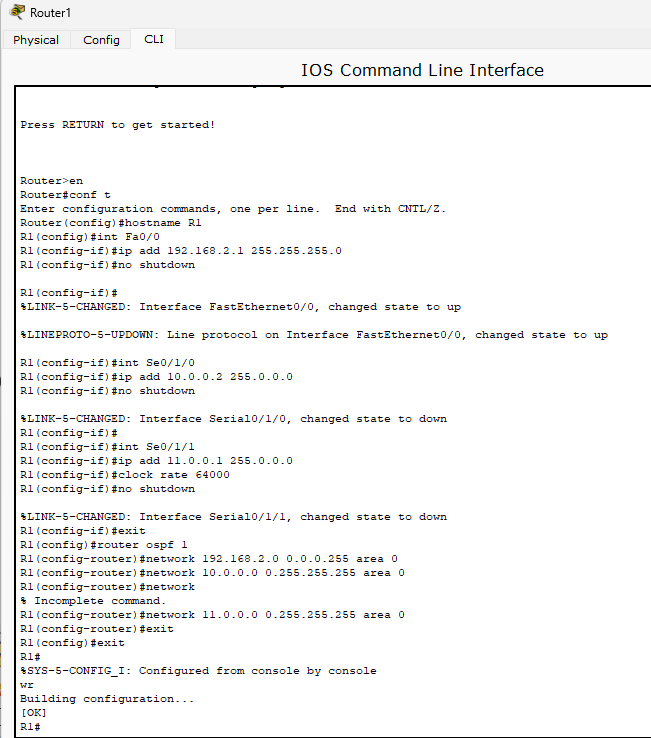 Router1
Physical Config CLI
IOS Command Line Interface
Press RETURN to get started!
Router>en
Router#conf t
Enter configuration commands, one per line.  End with CNTL/Z.
Router(config)#hostname R1
R1(config)#int Fa0/0
R1(config-if)#ip add 192.168.2.1 255.255.255.0
R1(config-if)#no shutdown
R1(config-if)#
%LINK-5-CHANGED: Interface FastEthernet0/0, changed state to up
%LINEPROTO-5-UPDOWN: Line protocol on Interface FastEthernet0/0, changed state to up
R1(config-if)#int Se0/1/0
R1(config-if)#ip add 10.0.0.2 255.0.0.0
R1(config-if)#no shutdown
%LINK-5-CHANGED: Interface Serial0/1/0, changed state to down
R1(config-if)#
R1(config-if)#int Se0/1/1
R1(config-if)#ip add 11.0.0.1 255.0.0.0
R1(config-if)#clock rate 64000
R1(config-if)#no shutdown
%LINK-5-CHANGED: Interface Serial0/1/1, changed state to down
R1(config-if)#exit
R1(config)#router ospf 1
R1(config-router)#network 192.168.2.0 0.0.0.255 area 0
R1(config-router)#network 10.0.0.0 0.255.255.255 area 0
R1(config-router)#network
% Incomplete command.
R1(config-router)#network 11.0.0.0 0.255.255.255 area 0
R1(config-router)#exit
R1(config)#exit
R1#
%SYS-5-CONFIG_I: Configured from console by console
wr
Building configuration...
[OK]
R1#